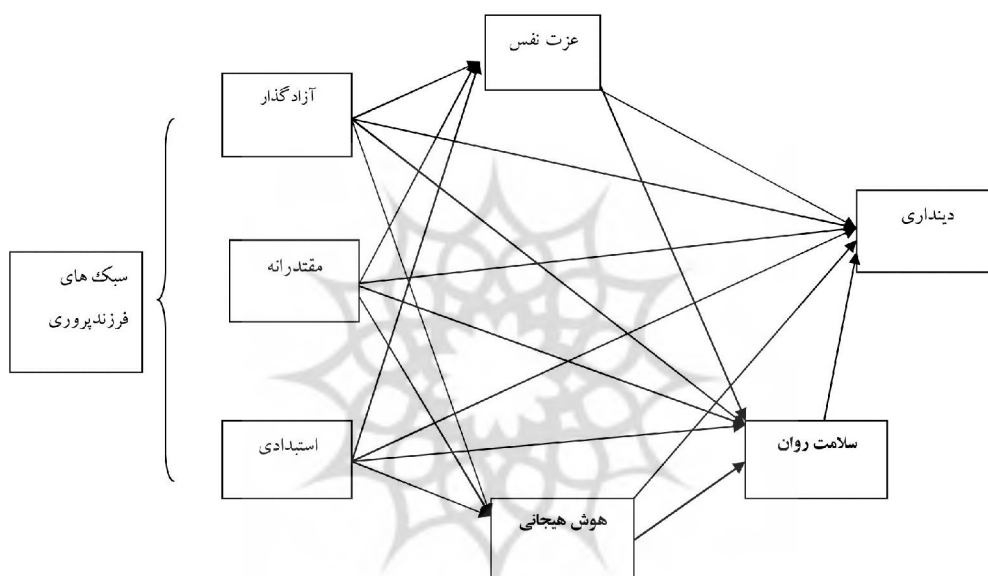 عزت نفس
آزادگذار
دینداری
مقتدرانه
سبک های
فرزندپروری
استبدادی
سلامت روان
هوش هیجانی